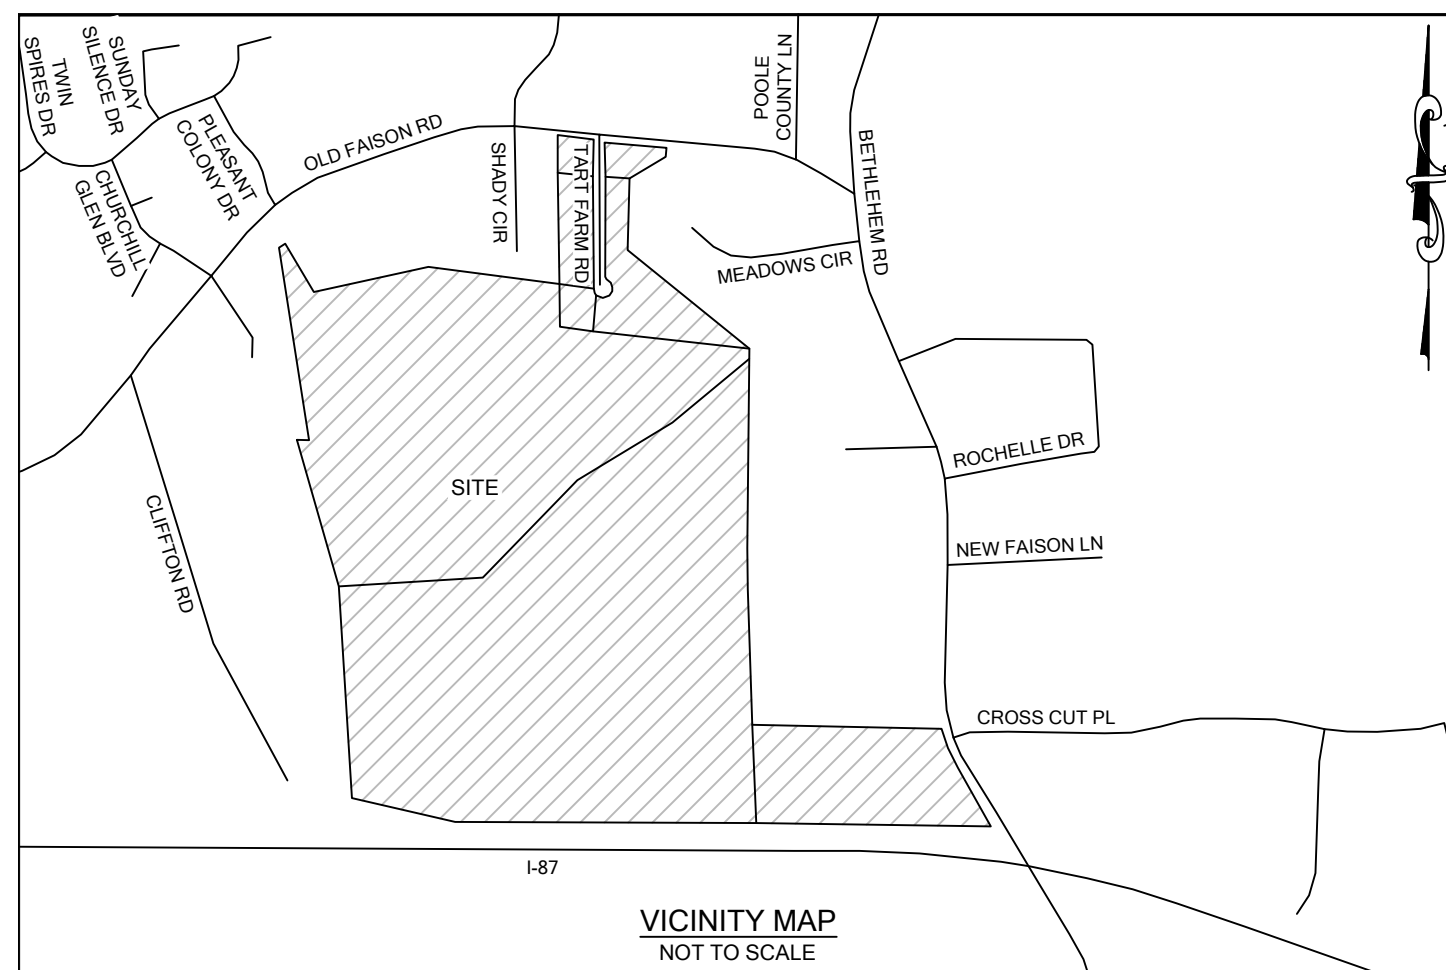 TWIN
SPIRES DR
SUNDAY
SILENCE DR
PLEASANT
COLONY DR
CHURCHILL
GLEN BLVD
OLD FAISON RD
SHADY CIR
TART FARM RD
POOLE
COUNTY LN
BETHLEHEM RD
MEADOWS CIR
ROCHELLE DR
SITE
CLIFFTON RD
NEW FAISON LN
CROSS CUT PL
I-87
VICINITY MAP
NOT TO SCALE